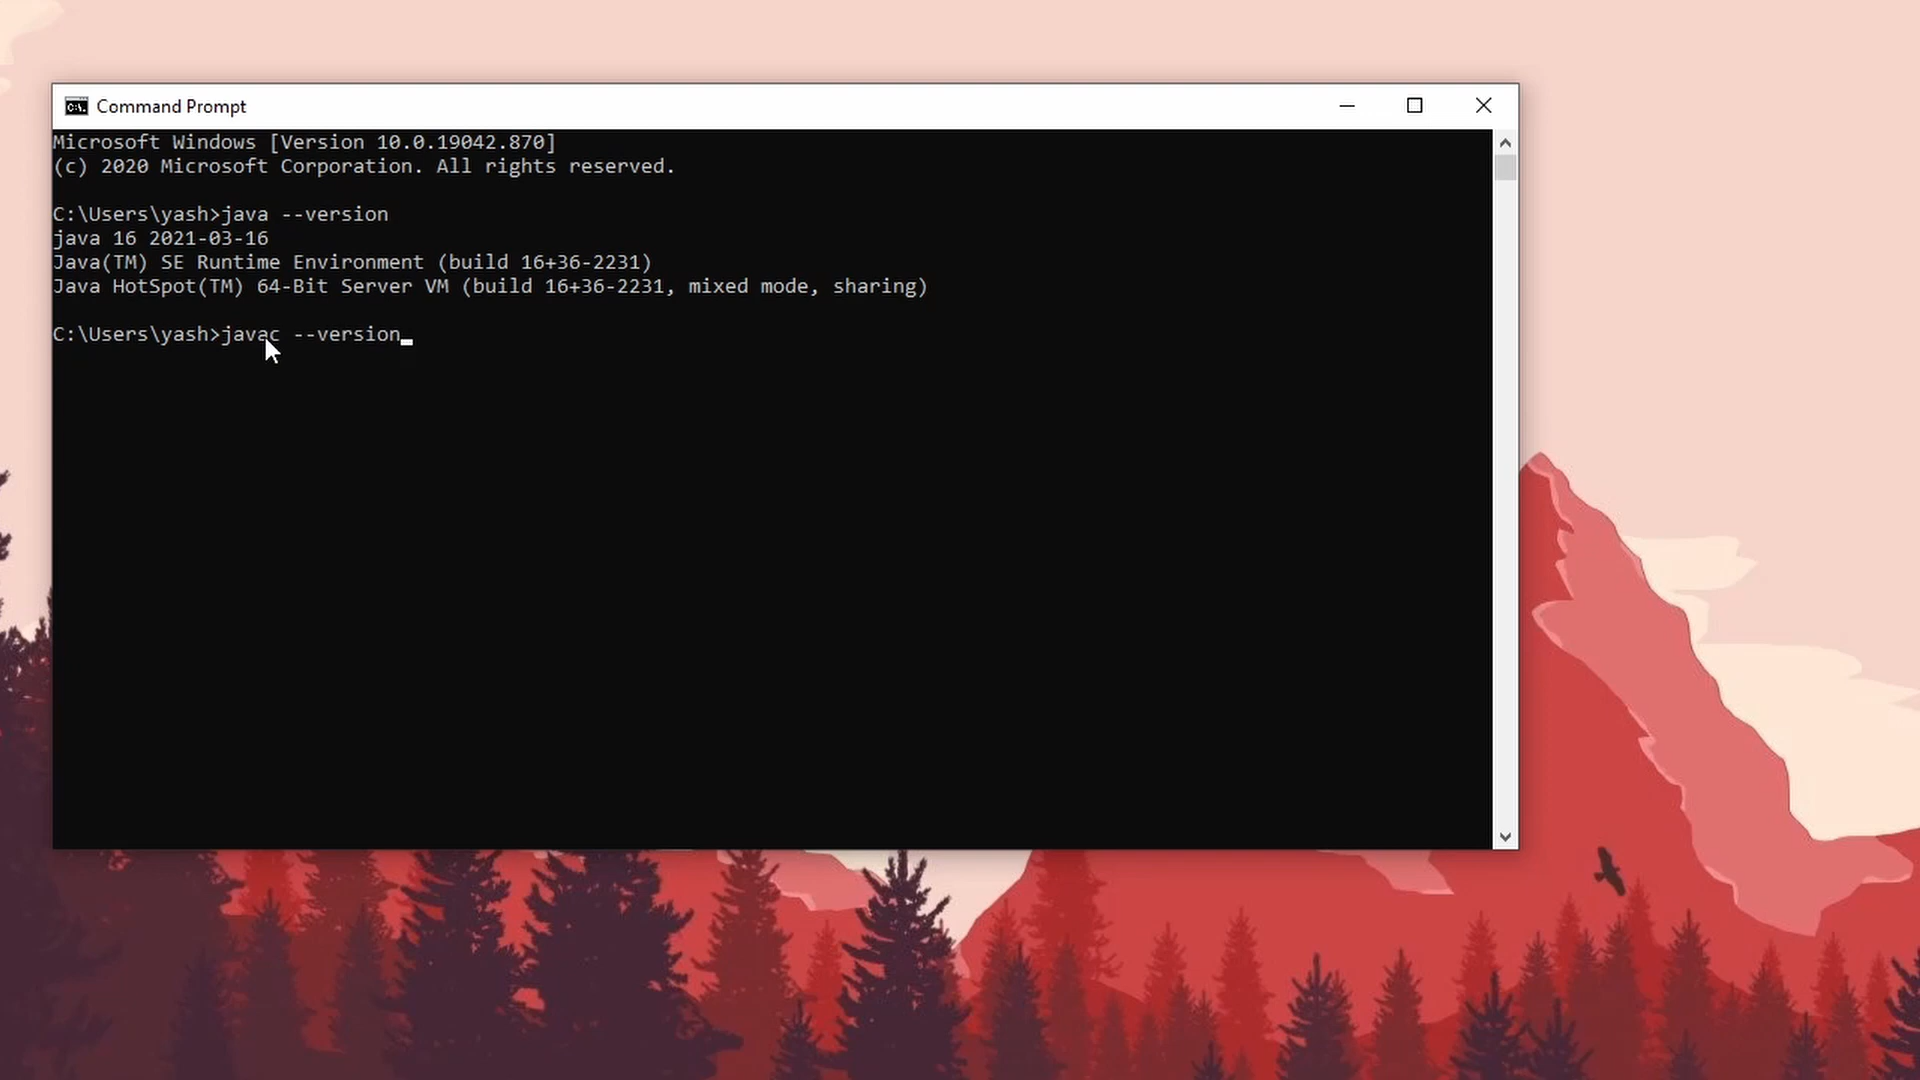 Command Prompt
Microsoft Windows [Version 10.0.19042.870]
(c) 2020 Microsoft Corporation. All rights reserved.
C:\Users\yash>java --version
java 16 2021-03-16
Java(TM) SE Runtime Environment (build 16+36-2231)
Java HotSpot(TM) 64-Bit Server VM (build 16+36-2231, mixed mode, sharing)
C:\Users\yash>javac --version